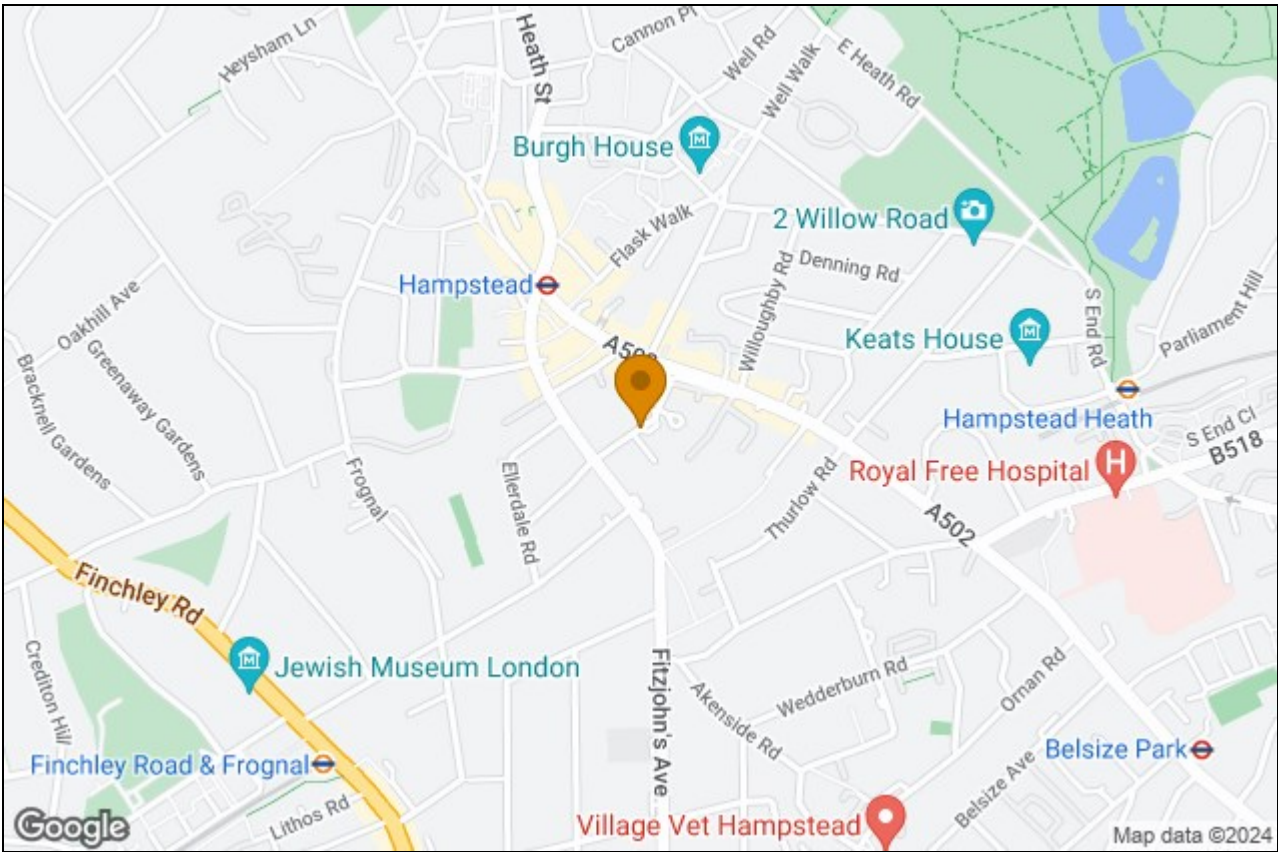 Heysham Ln
Heath St
Cannon Pl
Well Rd
Well Walk
E Heath Rd
Burgh House
2 Willow Road
Flask Walk
Denning Rd
Hampstead
Willoughby Rd
Oakhill Ave
Greenaway Gardens
Bracknell Gardens
Keats House
S End Rd
Parliament Hill
Hampstead Heath
S End Cl
B518
Royal Free Hospital
H
Frognal
Ellerdale Rd
Thurlow Rd
A502
Finchley Rd
Jewish Museum London
Crediton Hill
Fitzjohn's Ave
Akenside Rd
Wedderburn Rd
Ornan Rd
Belsize Park
Finchley Road & Frognal
Lithos Rd
Belsize Ave
Village Vet Hampstead
Google
Map data ©2024